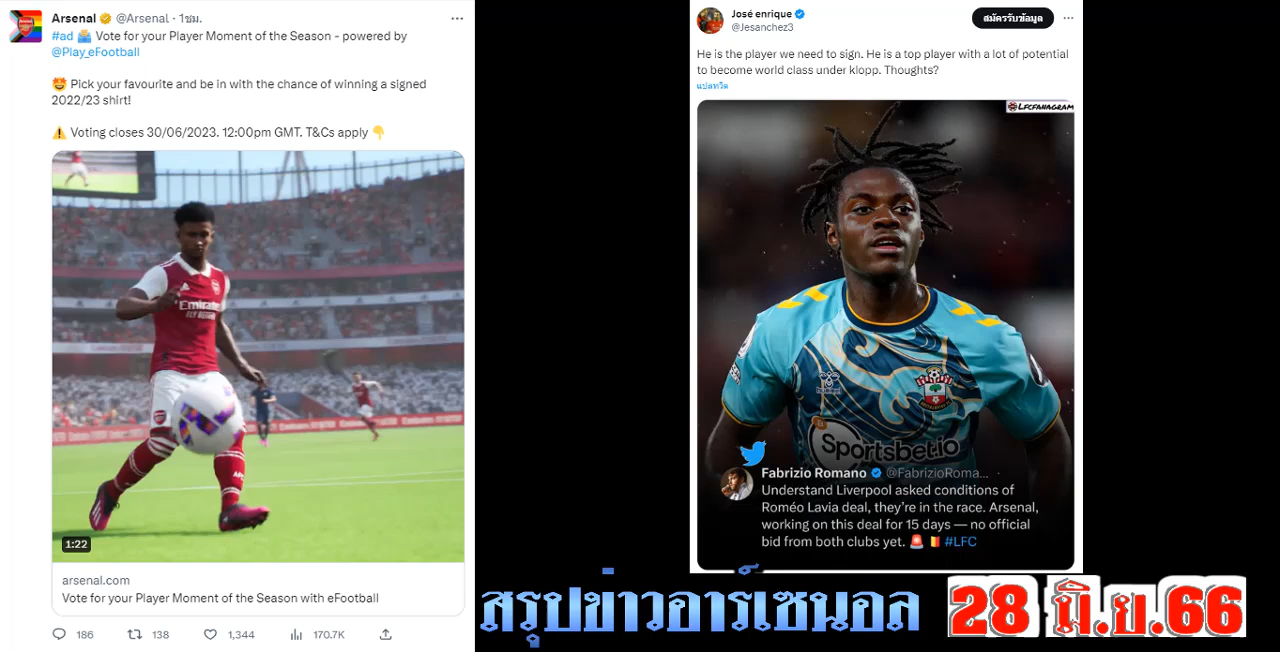 Arsenal @Arsenal · 1ชม.
#ad 🗳️ Vote for your Player Moment of the Season - powered by
@Play_eFootball
🤩 Pick your favourite and be in with the chance of winning a signed
2022/23 shirt!
⚠️ Voting closes 30/06/2023. 12:00pm GMT. T&Cs apply 👇
Emirates
FLY BETTER
1:22
arsenal.com
Vote for your Player Moment of the Season with eFootball
186 138 1,344 170.7K
José enrique
@Jesanchez3
สมัครรับข้อมูล
He is the player we need to sign. He is a top player with a lot of potential
to become world class under klopp. Thoughts?
แปลทวีต
LFCFANAGRAM
hummel
Sportsbet.io
Fabrizio Romano @FabrizioRoma...
Understand Liverpool asked conditions of
Roméo Lavia deal, they're in the race. Arsenal,
working on this deal for 15 days — no official
bid from both clubs yet. 🚨🇧🇪 #LFC
สรุปข่าวอาร์เซนอล 28 มิ.ย.66